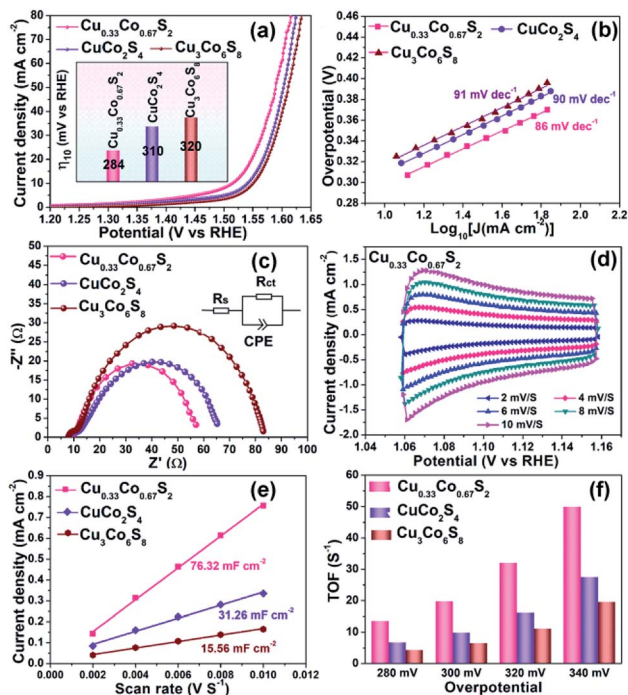 (a)
Cu0.33Co0.67S2
CuCo2S4
Cu3Co6S8
Current density (mA cm-2)
80
70
60
50
40
30
20
10
0
η10 (mV vs RHE)
Cu0.33Co0.67S2
CuCo2S4
Cu3Co6S8
284
310
320
1.20 1.25 1.30 1.35 1.40 1.45 1.50 1.55 1.60 1.65
Potential (V vs RHE)
(b)
Cu0.33Co0.67S2
CuCo2S4
Cu3Co6S8
Overpotential (V)
0.48
0.44
0.40
0.36
0.32
0.28
91 mV dec-1
90 mV dec-1
86 mV dec-1
1.0 1.2 1.4 1.6 1.8 2.0 2.2
Log10[J(mA cm-2)]
(c)
Cu0.33Co0.67S2
CuCo2S4
Cu3Co6S8
-Z'' (Ω)
-50
-45
-40
-35
-30
-25
-20
-15
-10
-5
0
Rs
Rct
CPE
0 10 20 30 40 50 60 70 80 90 100
Z' (Ω)
(d)
Cu0.33Co0.67S2
Current density (mA cm-2)
2.0
1.5
1.0
0.5
0.0
-0.5
-1.0
-1.5
-2.0
2 mV/S
4 mV/S
6 mV/S
8 mV/S
10 mV/S
1.04 1.06 1.08 1.10 1.12 1.14 1.16
Potential (V vs RHE)
(e)
Cu0.33Co0.67S2
CuCo2S4
Cu3Co6S8
Current density (mA cm-2)
0.9
0.8
0.7
0.6
0.5
0.4
0.3
0.2
0.1
0.0
76.32 mF cm-2
31.26 mF cm-2
15.56 mF cm-2
0.000 0.002 0.004 0.006 0.008 0.010 0.012
Scan rate (V S-1)
(f)
Cu0.33Co0.67S2
CuCo2S4
Cu3Co6S8
TOF (S-1)
60
50
40
30
20
10
0
280 mV 300 mV 320 mV 340 mV
Overpotential